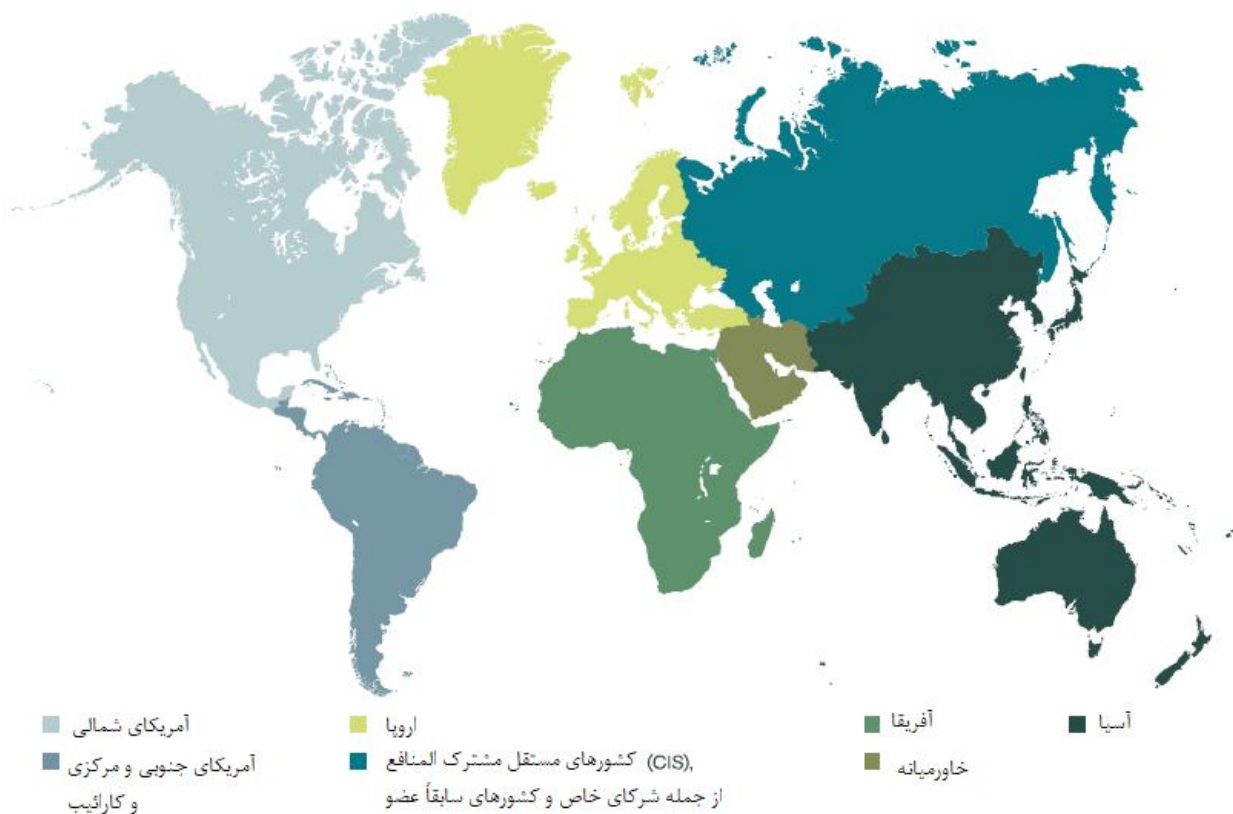 آمریکای شمالی
آمریکای جنوبی و مرکزی
و کارائیب
اروپا
کشورهای مستقل مشترک المنافع (CIS),
از جمله شرکای خاص و کشورهای سابقاً عضو
آفریقا
خاورمیانه
آسیا